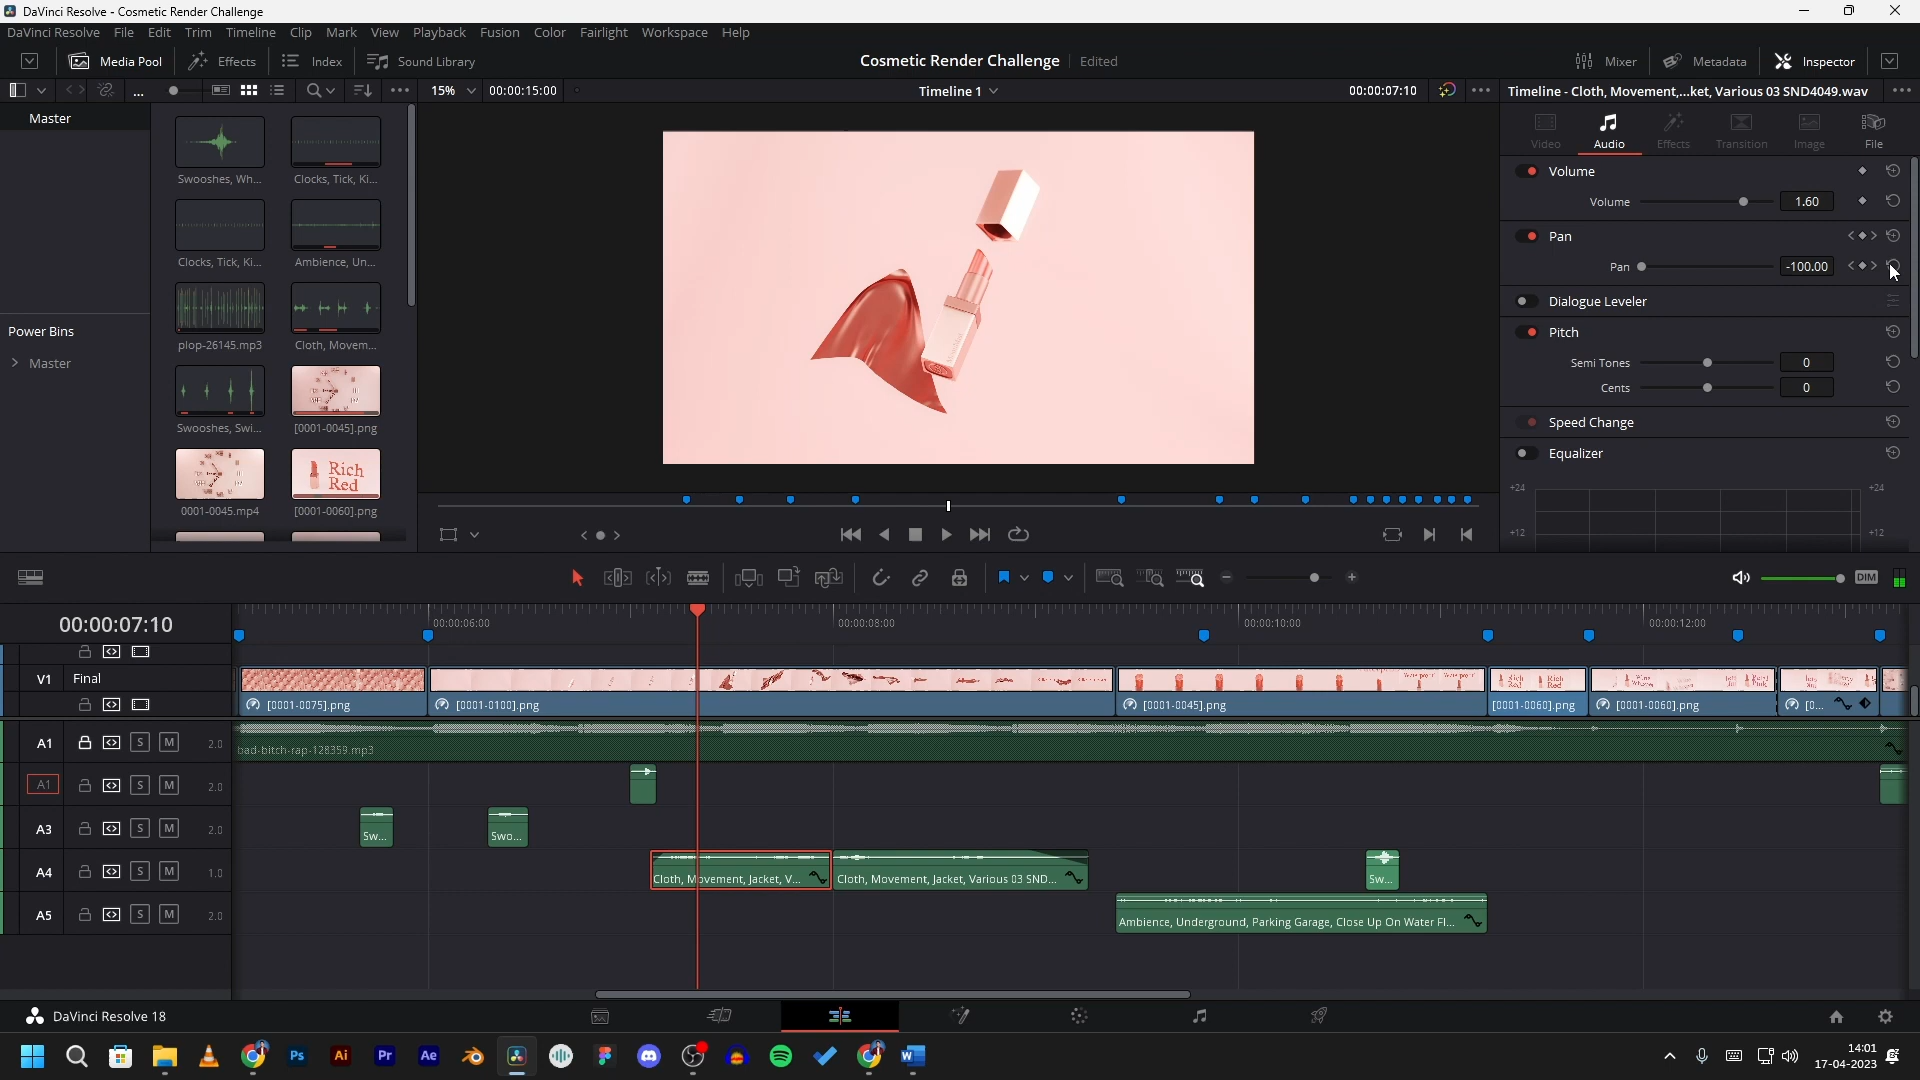 DaVinci Resolve - Cosmetic Render Challenge
DaVinci Resolve File Edit Trim Timeline Clip Mark View Playback Fusion Color Fairlight Workspace Help
Media Pool Effects Index Sound Library Cosmetic Render Challenge Edited Mixer Metadata Inspector
15% 00:00:15:00 Timeline 1 00:00:07:10 Timeline - Cloth, Movement,...ket, Various 03 SND4049.wav
Master
Power Bins
Master
Swooshes, Wh...
Clocks, Tick, Ki...
Clocks, Tick, Ki...
Ambience, Un...
plop-26145.mp3
Cloth, Movem...
Swooshes, Swi...
[0001-0045].png
Rich
Red
0001-0045.mp4
[0001-0060].png
Video Audio Effects Transition Image File
Volume
Volume 1.60
Pan
Pan -100.00
Dialogue Leveler
Pitch
Semi Tones 0
Cents 0
Speed Change
Equalizer
+24 +24
+12 +12
DIM
00:00:07:10
00:00:06:00 00:00:08:00 00:00:10:00 00:00:12:00
V1 Final
[0001-0075].png [0001-0100].png [0001-0045].png [0001-0060].png [0001-0060].png [0...
A1 S M 2.0 bad-bitch-rap-128359.mp3
A1 S M 2.0
A3 S M 2.0 Sw... Swo...
A4 S M 1.0 Cloth, Movement, Jacket, V... Cloth, Movement, Jacket, Various 03 SND... Sw...
A5 S M 2.0 Ambience, Underground, Parking Garage, Close Up On Water Fl...
DaVinci Resolve 18
Ps Ai Pr Ae
14:01
17-04-2023